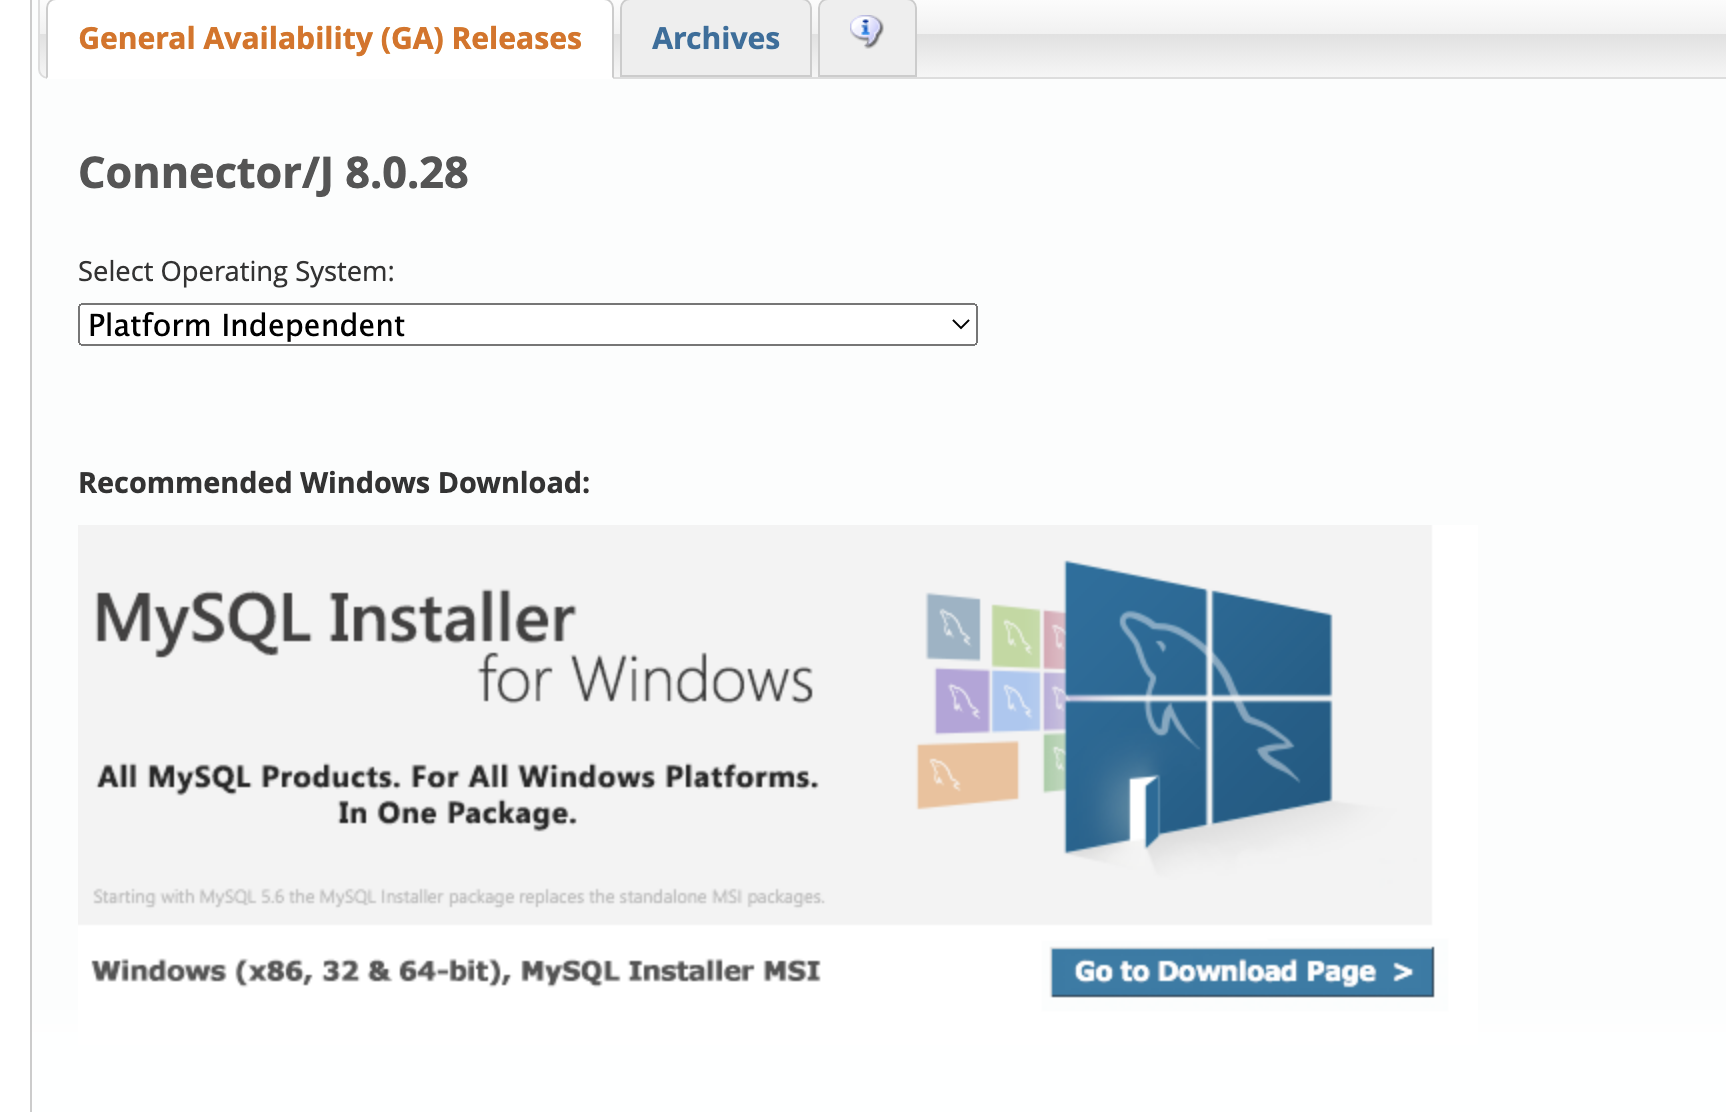 General Availability (GA) Releases
Archives
Connector/J 8.0.28
Select Operating System:
Platform Independent
Recommended Windows Download:
MySQL Installer
for Windows
All MySQL Products. For All Windows Platforms.
In One Package.
Starting with MySQL 5.6 the MySQL Installer package replaces the standalone MSI packages.
Windows (x86, 32 & 64-bit), MySQL Installer MSI
Go to Download Page >